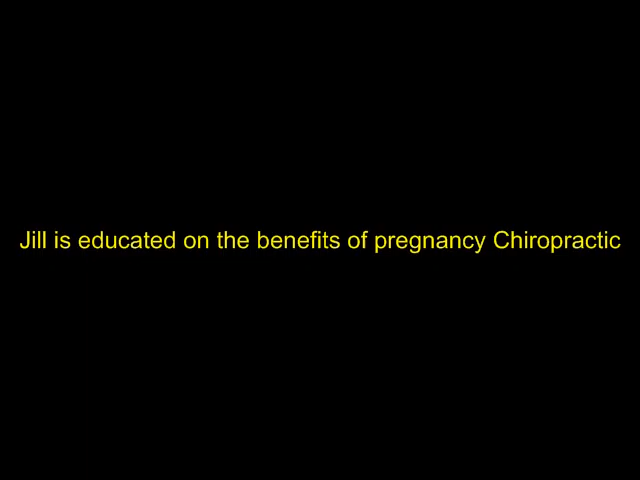 Jill is educated on the benefits of pregnancy Chiropractic